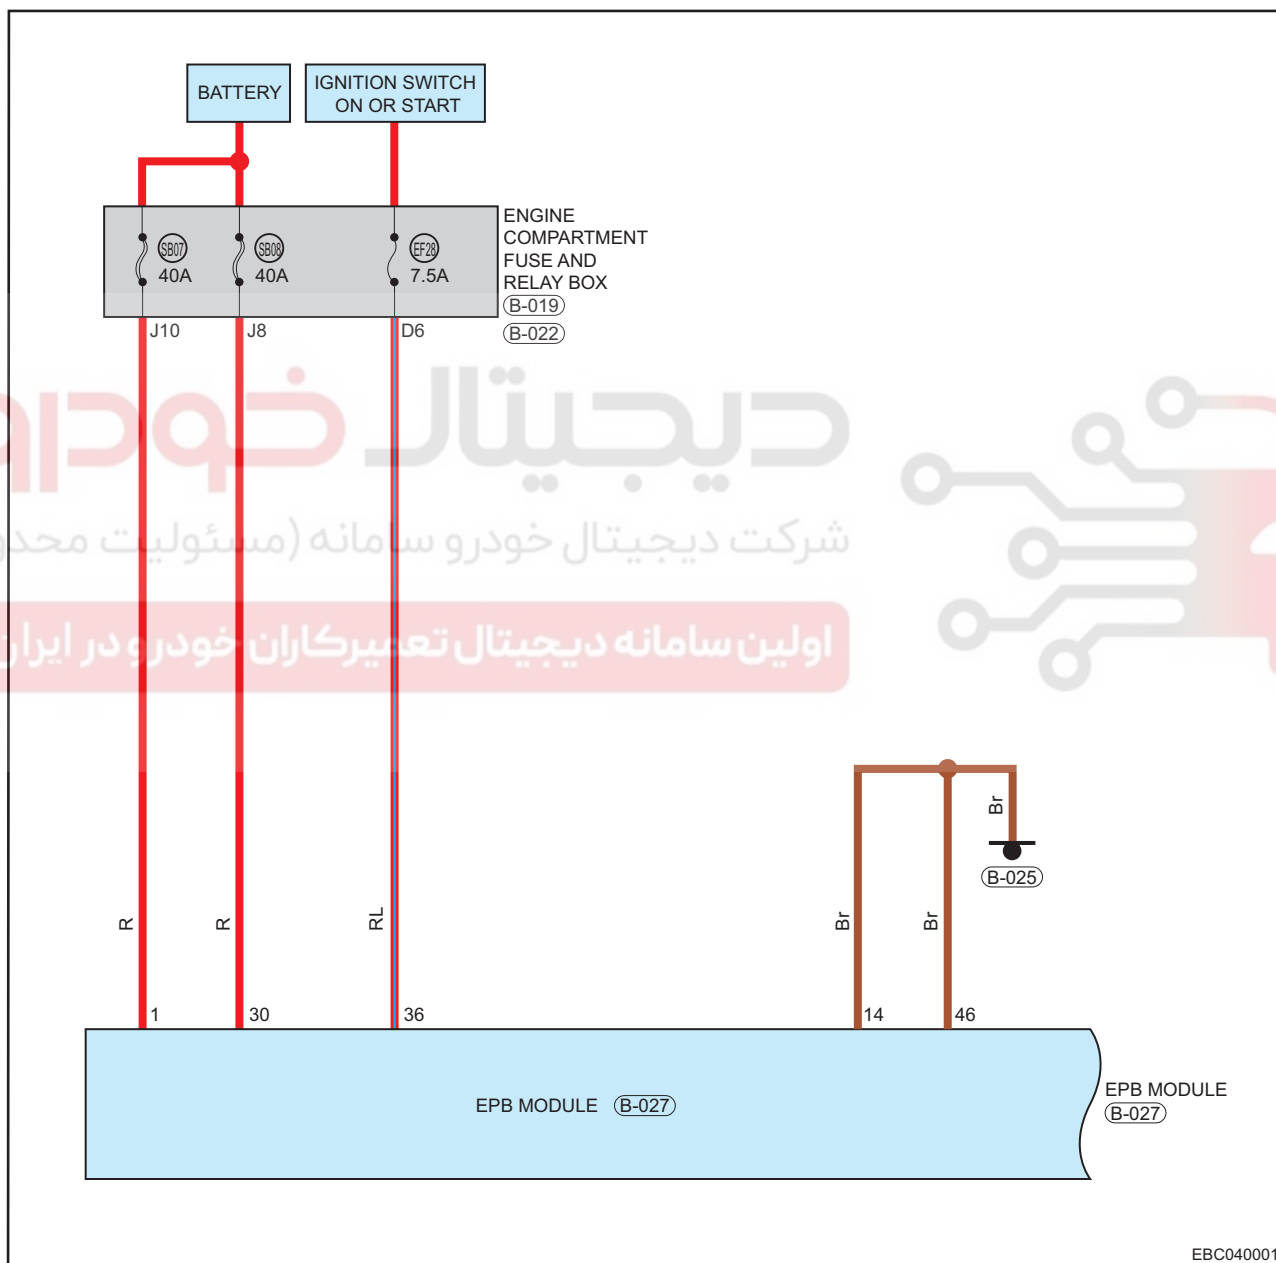 BATTERY
IGNITION SWITCH
ON OR START
SB07
40A
SB08
40A
EF28
7.5A
ENGINE
COMPARTMENT
FUSE AND
RELAY BOX
B-019
B-022
J10
J8
D6
دیجیتال خودرو
شرکت دیجیتال خودرو سامانه (مسئولیت
اولین سامانه دیجیتال تعمیرکاران خودرو در ایران
Br
B-025
R
R
RL
Br
Br
1
30
36
14
46
EPB MODULE B-027
EPB MODULE
B-027
EBC040001